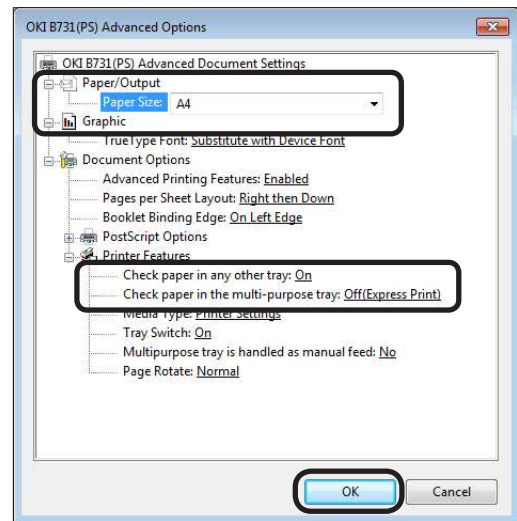 OKI B731(PS) Advanced Options
OKI B731(PS) Advanced Document Settings
Paper/Output
Paper Size: A4
Graphic
TrueType Font: Substitute with Device Font
Document Options
Advanced Printing Features: Enabled
Pages per Sheet Layout: Right then Down
Booklet Binding Edge: On Left Edge
PostScript Options
Printer Features
Check paper in any other tray: On
Check paper in the multi-purpose tray: Off(Express Print)
Media Type: Printer Settings
Tray Switch: On
Multipurpose tray is handled as manual feed: No
Page Rotate: Normal
OK Cancel